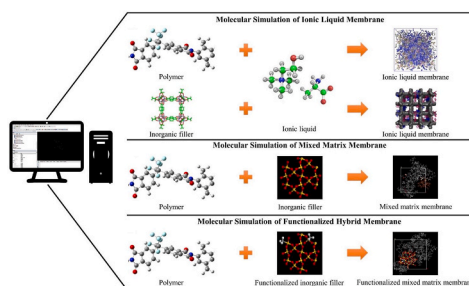 Molecular Simulation of Ionic Liquid Membrane
Polymer
Ionic liquid membrane
Inorganic filler
Ionic liquid
Ionic liquid membrane
Molecular Simulation of Mixed Matrix Membrane
Polymer
Inorganic filler
Mixed matrix membrane
Molecular Simulation of Functionalized Hybrid Membrane
Polymer
Functionalized inorganic filler
Functionalized mixed matrix membrane